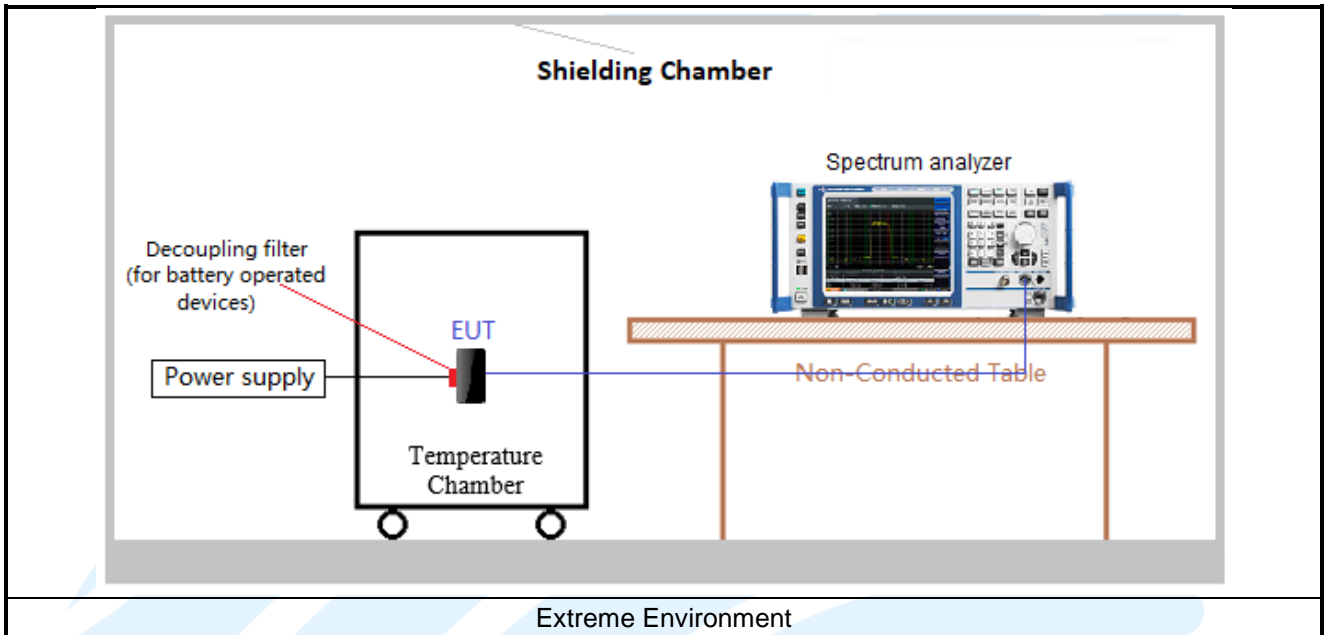 Shielding Chamber
Spectrum analyzer
Decoupling filter
(for battery operated
devices)
EUT
Power supply
Non-Conducted Table
Temperature
Chamber
Extreme Environment